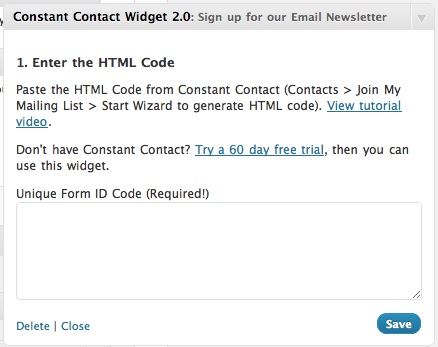 Constant Contact Widget 2.0: Sign up for our Email Newsletter
1. Enter the HTML Code
Paste the HTML Code from Constant Contact (Contacts > Join My
Mailing List > Start Wizard to generate HTML code). View tutorial
video.
Don't have Constant Contact? Try a 60 day free trial, then you can
use this widget.
Unique Form ID Code (Required!)
Delete | Close
Save